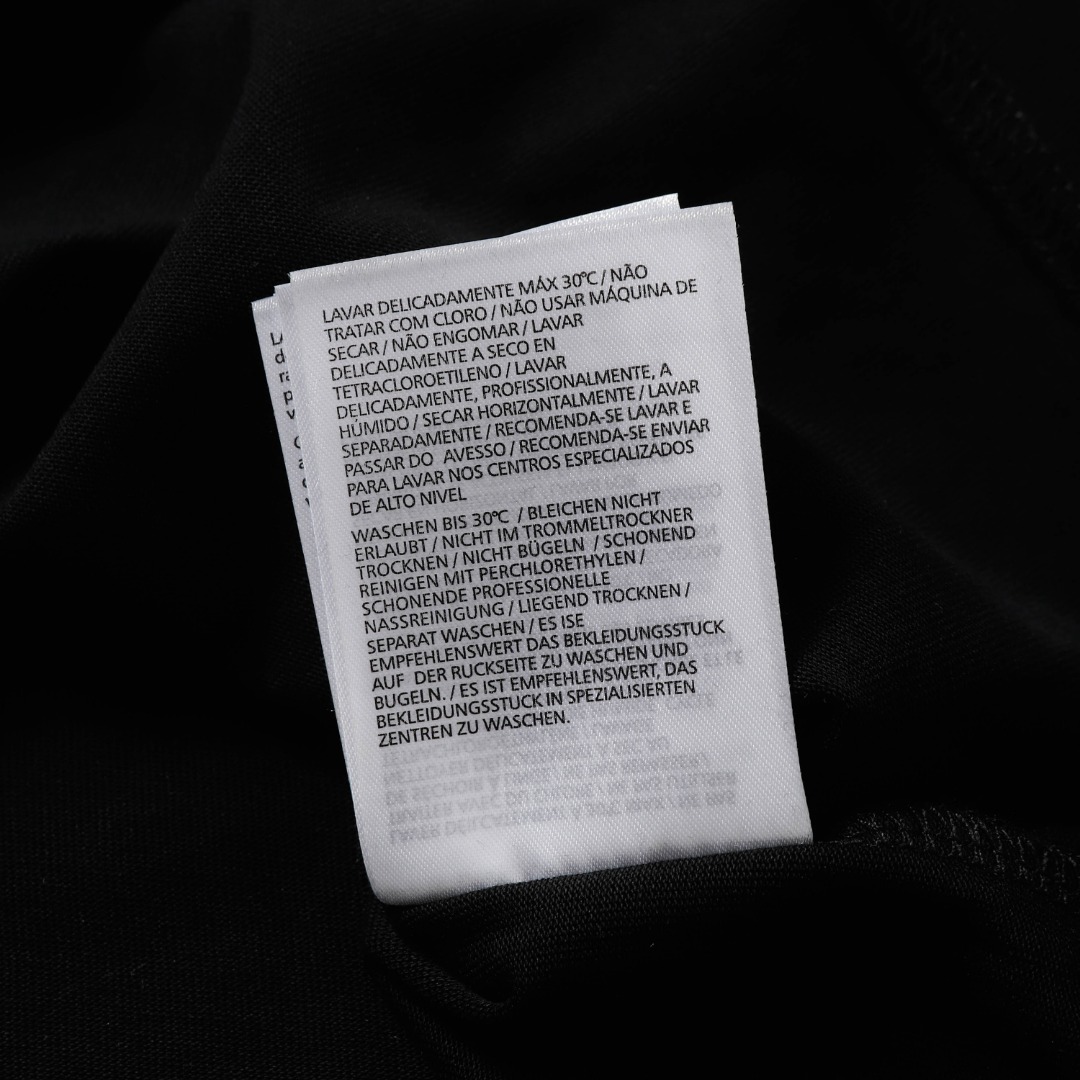 LAVAR DELICADAMENTE MÁX 30°C / NÃO
TRATAR COM CLORO / NÃO USAR MÁQUINA DE
SECAR / NÃO ENGOMAR / LAVAR
DELICADAMENTE A SECO EN
TETRACLOROETILENO / LAVAR
DELICADAMENTE, PROFISSIONALMENTE, A
HÚMIDO / SECAR HORIZONTALMENTE / LAVAR
SEPARADAMENTE / RECOMENDA-SE LAVAR E
PASSAR DO AVESSO / RECOMENDA-SE ENVIAR
PARA LAVAR NOS CENTROS ESPECIALIZADOS
DE ALTO NIVEL
WASCHEN BIS 30°C / BLEICHEN NICHT
ERLAUBT / NICHT IM TROMMELTROCKNER
TROCKNEN / NICHT BÜGELN / SCHONEND
REINIGEN MIT PERCHLORETHYLEN /
SCHONENDE PROFESSIONELLE
NASSREINIGUNG / LIEGEND TROCKNEN /
SEPARAT WASCHEN / ES ISE
EMPFEHLENSWERT DAS BEKLEIDUNGSSTUCK
AUF DER RUCKSEITE ZU WASCHEN UND
BUGELN. / ES IST EMPFEHLENSWERT, DAS
BEKLEIDUNGSSTUCK IN SPEZIALISIERTEN
ZENTREN ZU WASCHEN.